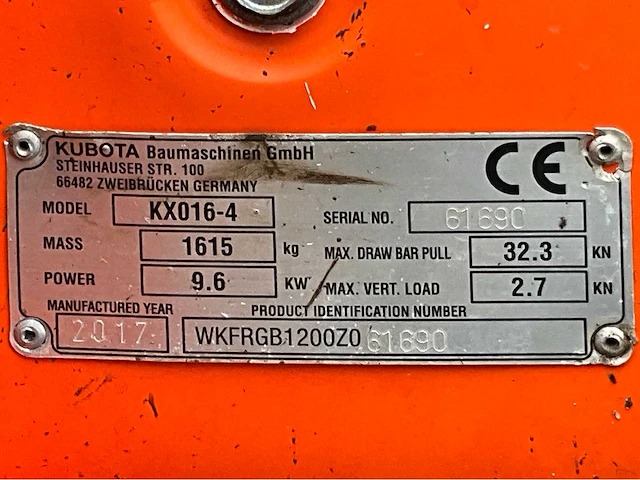 KUBOTA Baumaschinen GmbH
STEINHAUSER STR. 100
66482 ZWEIBRÜCKEN GERMANY
CE
MODEL KX016-4 SERIAL NO. 61690
MASS 1615 kg MAX. DRAW BAR PULL 32.3 KN
POWER 9.6 KW MAX. VERT. LOAD 2.7 KN
MANUFACTURED YEAR PRODUCT IDENTIFICATION NUMBER
2017 WKFRGB1200Z061690